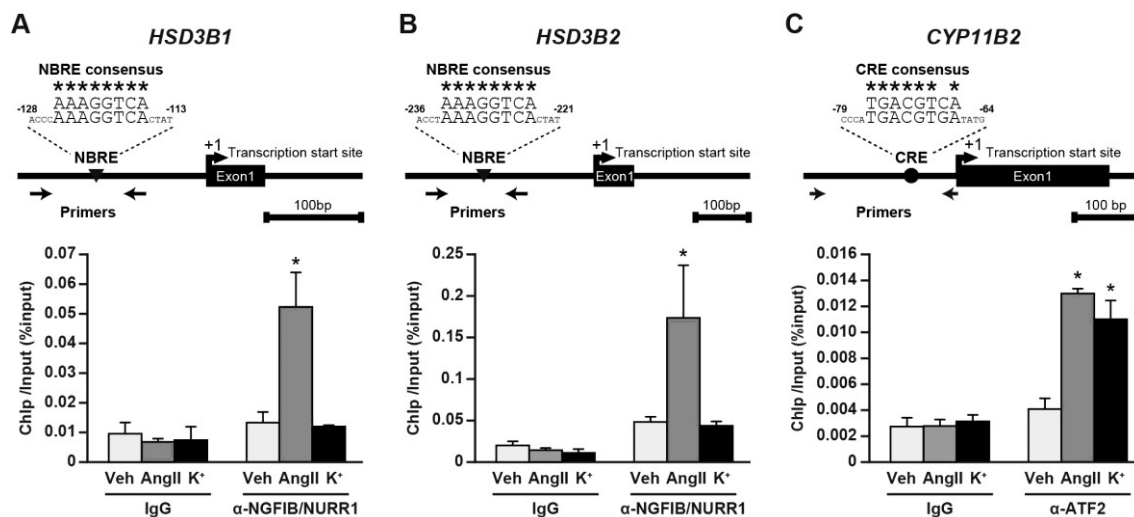 A
HSD3B1
NBRE consensus
********
AAAGGTCA
-128 ACCCAAAGGTCACTAT -113
NBRE
+1
Transcription start site
Exon1
Primers
100bp
ChIp /Input (%input)
0.07
0.06
0.05
0.04
0.03
0.02
0.01
0
*
Veh AngII K⁺ Veh AngII K⁺
IgG α-NGFIB/NURR1
B
HSD3B2
NBRE consensus
********
AAAGGTCA
-236 ACCTAAAGGTCACTAT -221
NBRE
+1
Transcription start site
Exon1
Primers
100bp
ChIp /Input (%input)
0.25
0.2
0.15
0.1
0.05
0
*
Veh AngII K⁺ Veh AngII K⁺
IgG α-NGFIB/NURR1
C
CYP11B2
CRE consensus
****** *
TGACGTCA
-79 CCCATGACGTGATATG -64
CRE
+1
Transcription start site
Exon1
Primers
100 bp
ChIp /Input (%input)
0.016
0.014
0.012
0.010
0.008
0.006
0.004
0.002
0
* *
Veh AngII K⁺ Veh AngII K⁺
IgG α-ATF2